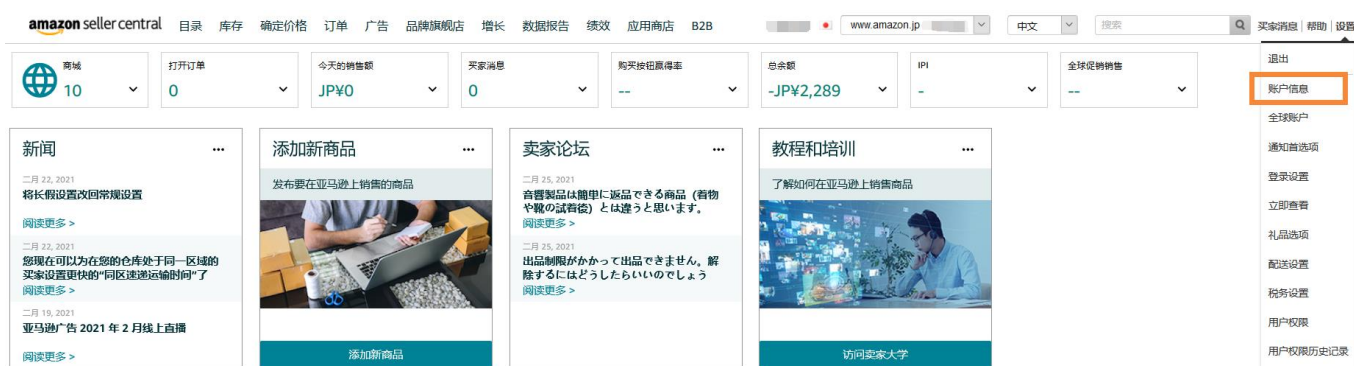 amazon seller central 目录 库存 确定价格 订单 广告 品牌旗舰店 增长 数据报告 绩效 应用商店 B2B www.amazon.jp 中文 搜索 买家消息 | 帮助 | 设置
商城
10
打开订单
0
今天的销售额
JP¥0
买家消息
0
购买按钮赢得率
--
总余额
-JP¥2,289
IPI
-
全球促销销售
--
退出
账户信息
全球账户
通知首选项
登录设置
立即查看
礼品选项
配送设置
税务设置
用户权限
用户权限历史记录
新闻
二月 22, 2021
将长假设置改回常规设置
阅读更多 >
二月 22, 2021
您现在可以为在您的仓库处于同一区域的
买家设置更快的“同区速递运输时间”了
阅读更多 >
二月 19, 2021
亚马逊广告 2021 年 2 月线上直播
阅读更多 >
添加新商品
发布要在亚马逊上销售的商品
添加新商品
卖家论坛
二月 25, 2021
音響製品は簡単に返品できる商品（着物
や靴の試着後）とは違うと思います。
阅读更多 >
二月 25, 2021
出品制限がかかって出品できません。解
除するにはどうしたらいいのでしょう
阅读更多 >
教程和培训
了解如何在亚马逊上销售商品
访问卖家大学